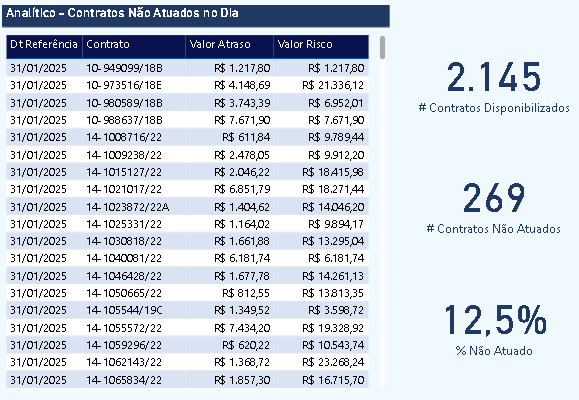 Analítico – Contratos Não Atuados no Dia
Dt Referência Contrato Valor Atraso Valor Risco
31/01/2025 10-949099/18B R$ 1.217,80 R$ 1.217,80
31/01/2025 10-973516/18E R$ 4.148,69 R$ 21.336,12
31/01/2025 10-980589/18B R$ 3.743,39 R$ 6.952,01
31/01/2025 10-988637/18B R$ 7.671,90 R$ 7.671,90
31/01/2025 14-1008716/22 R$ 611,84 R$ 9.789,44
31/01/2025 14-1009238/22 R$ 2.478,05 R$ 9.912,20
31/01/2025 14-1015127/22 R$ 2.046,22 R$ 18.415,98
31/01/2025 14-1021017/22 R$ 6.851,79 R$ 18.271,44
31/01/2025 14-1023872/22A R$ 1.404,62 R$ 14.046,20
31/01/2025 14-1025331/22 R$ 1.164,02 R$ 9.894,17
31/01/2025 14-1030818/22 R$ 1.661,88 R$ 13.295,04
31/01/2025 14-1040081/22 R$ 6.181,74 R$ 6.181,74
31/01/2025 14-1046428/22 R$ 1.677,78 R$ 14.261,13
31/01/2025 14-1050665/22 R$ 812,55 R$ 13.813,35
31/01/2025 14-105544/19C R$ 1.349,52 R$ 3.598,72
31/01/2025 14-1055572/22 R$ 7.434,20 R$ 19.328,92
31/01/2025 14-1059296/22 R$ 620,22 R$ 10.543,74
31/01/2025 14-1062143/22 R$ 1.368,72 R$ 23.268,24
31/01/2025 14-1065834/22 R$ 1.857,30 R$ 16.715,70
2.145
# Contratos Disponibilizados
269
# Contratos Não Atuados
12,5%
% Não Atuado